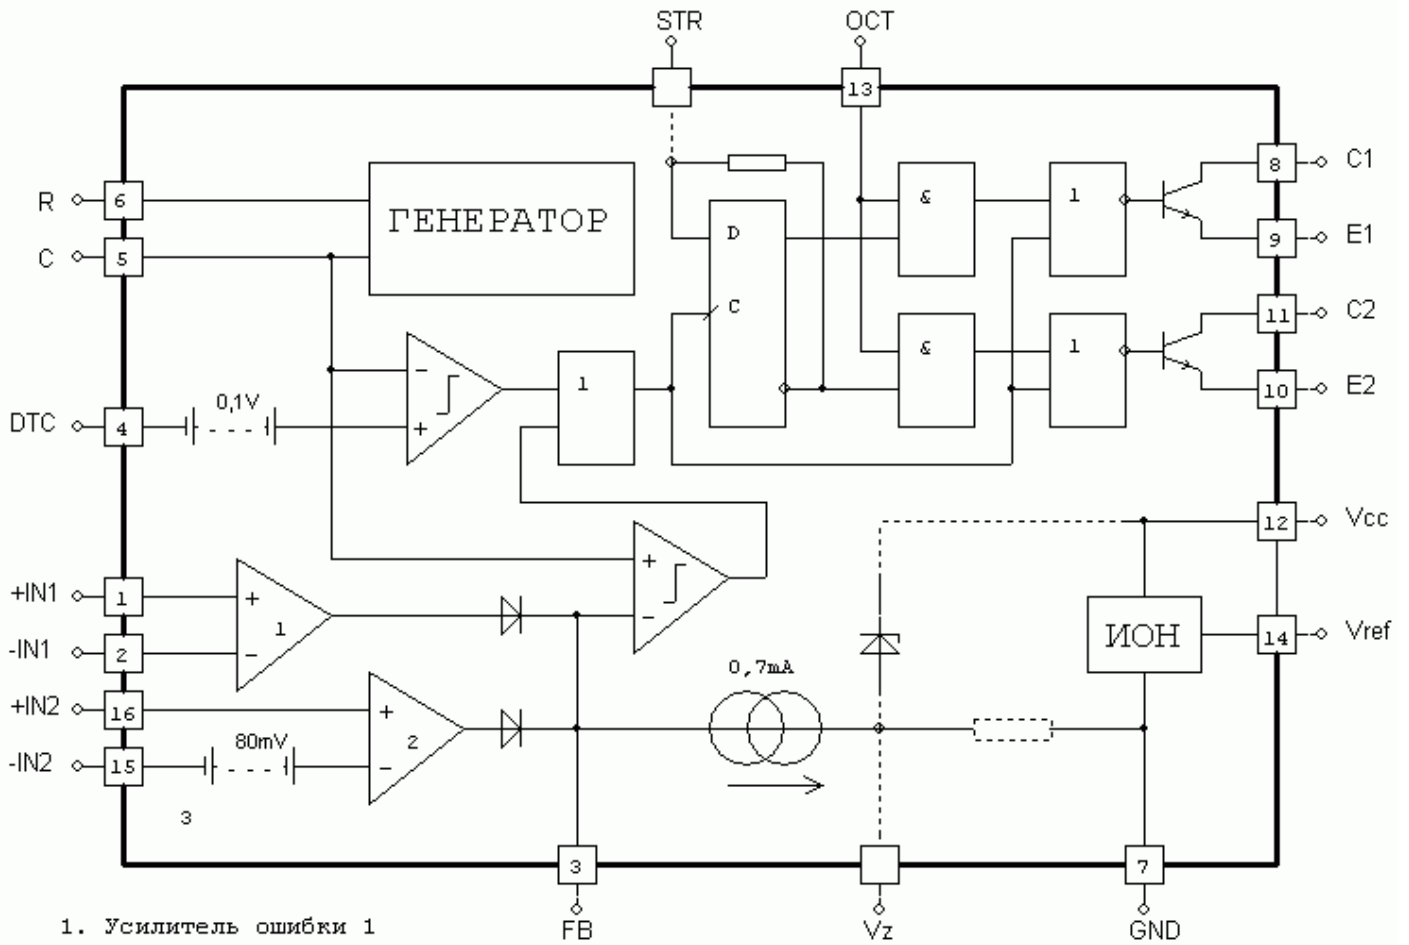 STR OCT
13
8 C1
R 6 & 1
ГЕНЕРАТОР
D 9 E1
C 5
C 11 C2
& 1
- 1
0,1V 10 E2
DTC 4 +
12 Vcc
+
+IN1 1 +
1 - ИОН 14 Vref
-IN1 2 -
0,7mA
+IN2 16 +
2
80mV
-IN2 15 -
3
3 7
1. Усилитель ошибки 1 FB Vz GND